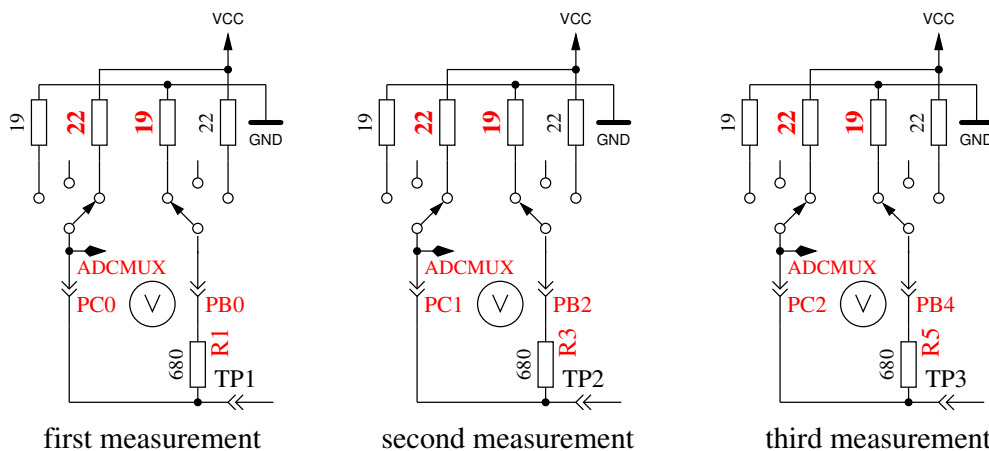 VCC
19
22
19
22
GND
ADCMUX
PC0
V
PB0
680
R1
TP1
first measurement
VCC
19
22
19
22
GND
ADCMUX
PC1
V
PB2
680
R3
TP2
second measurement
VCC
19
22
19
22
GND
ADCMUX
PC2
V
PB4
680
R5
TP3
third measurement